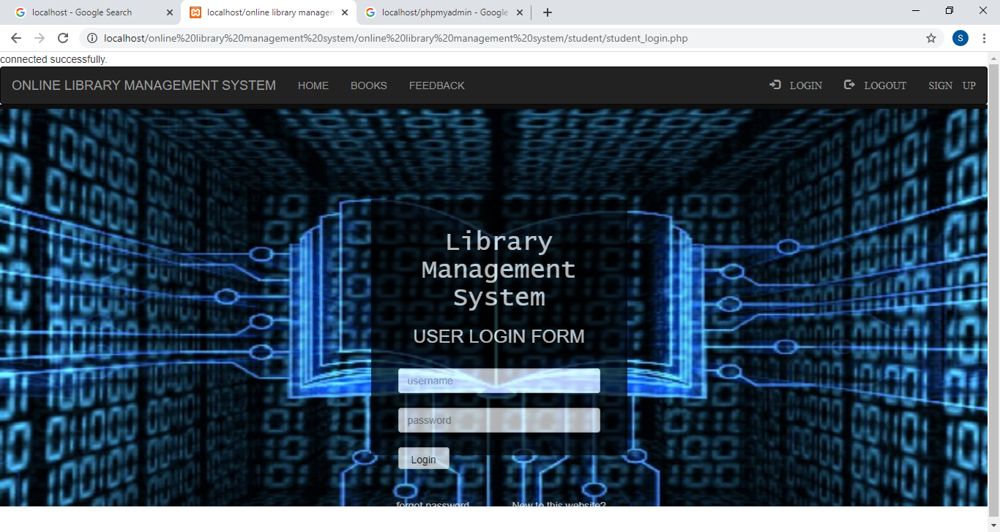 localhost - Google Search
localhost/online library managem
localhost/phpmyadmin - Google
localhost/online%20library%20management%20system/online%20library%20management%20system/student/student_login.php
S
connected successfully.
ONLINE LIBRARY MANAGEMENT SYSTEM HOME BOOKS FEEDBACK LOGIN LOGOUT SIGN UP
Library
Management
System
USER LOGIN FORM
username
password
Login
forgot password New to this website?